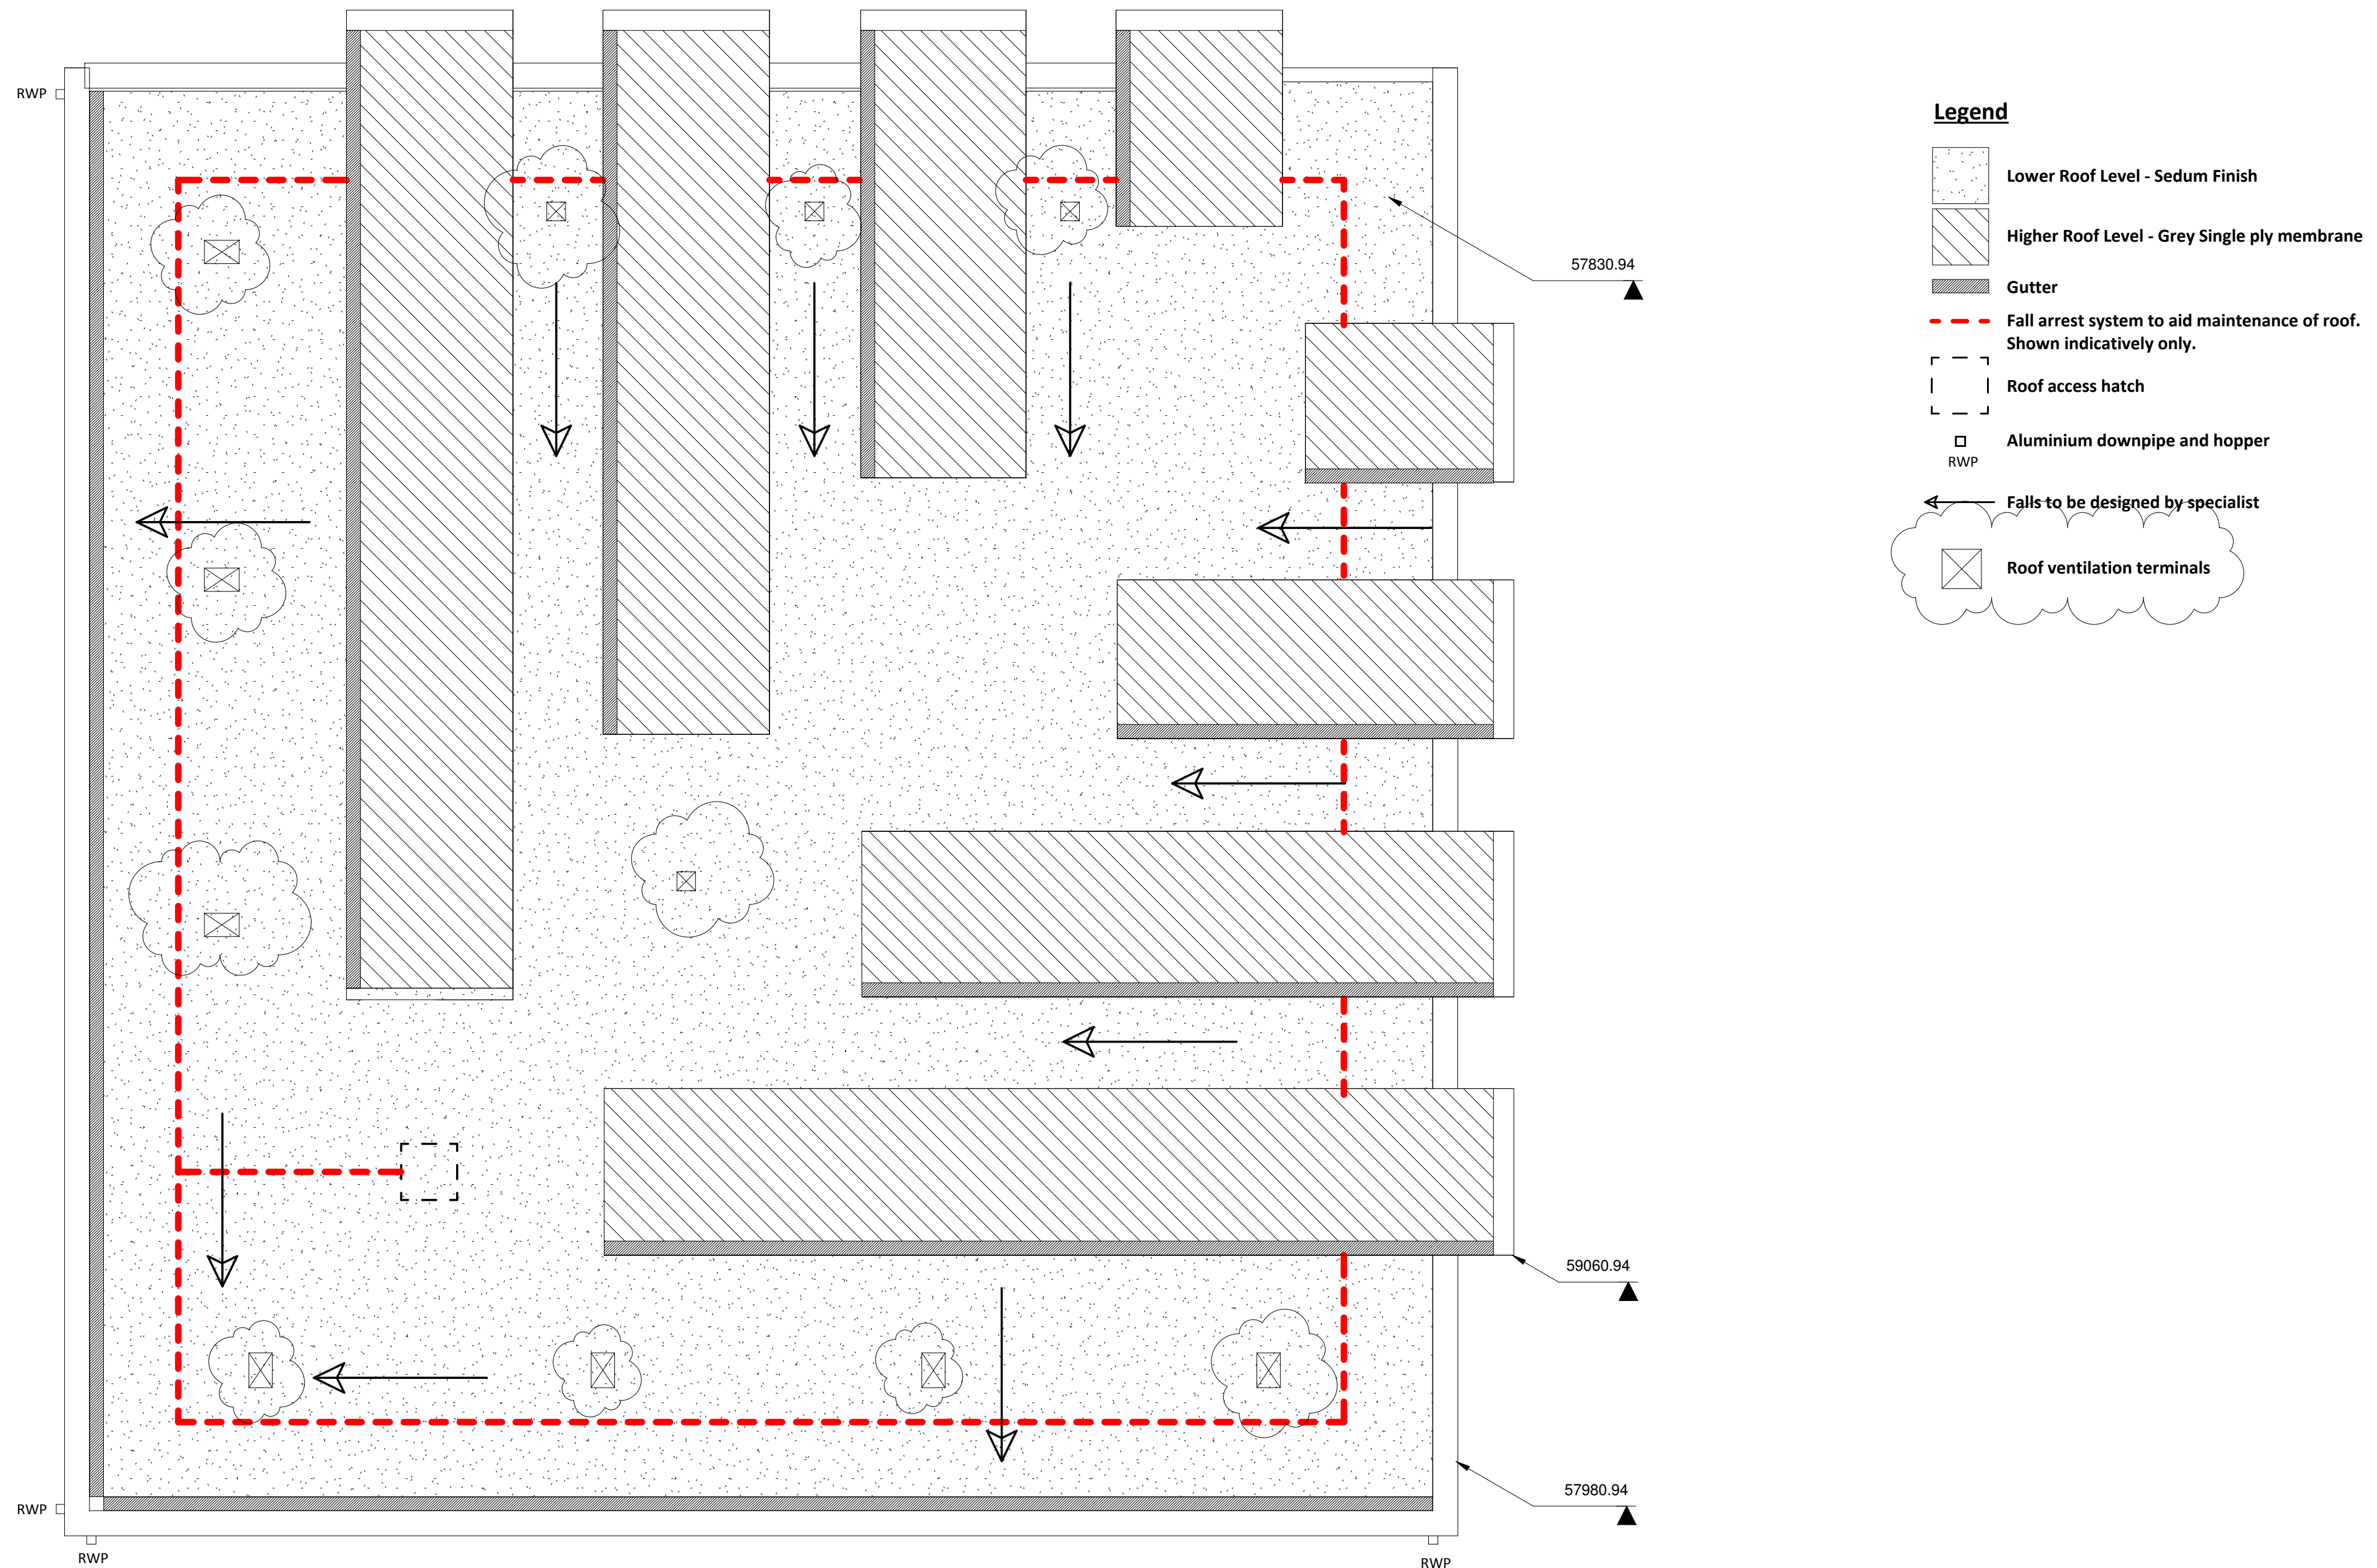 RWP
Legend
Lower Roof Level - Sedum Finish
Higher Roof Level - Grey Single ply membrane
57830.94
Gutter
Fall arrest system to aid maintenance of roof.
Shown indicatively only.
Roof access hatch
Aluminium downpipe and hopper
RWP
Falls to be designed by specialist
Roof ventilation terminals
59060.94
57980.94
RWP
RWP
RWP